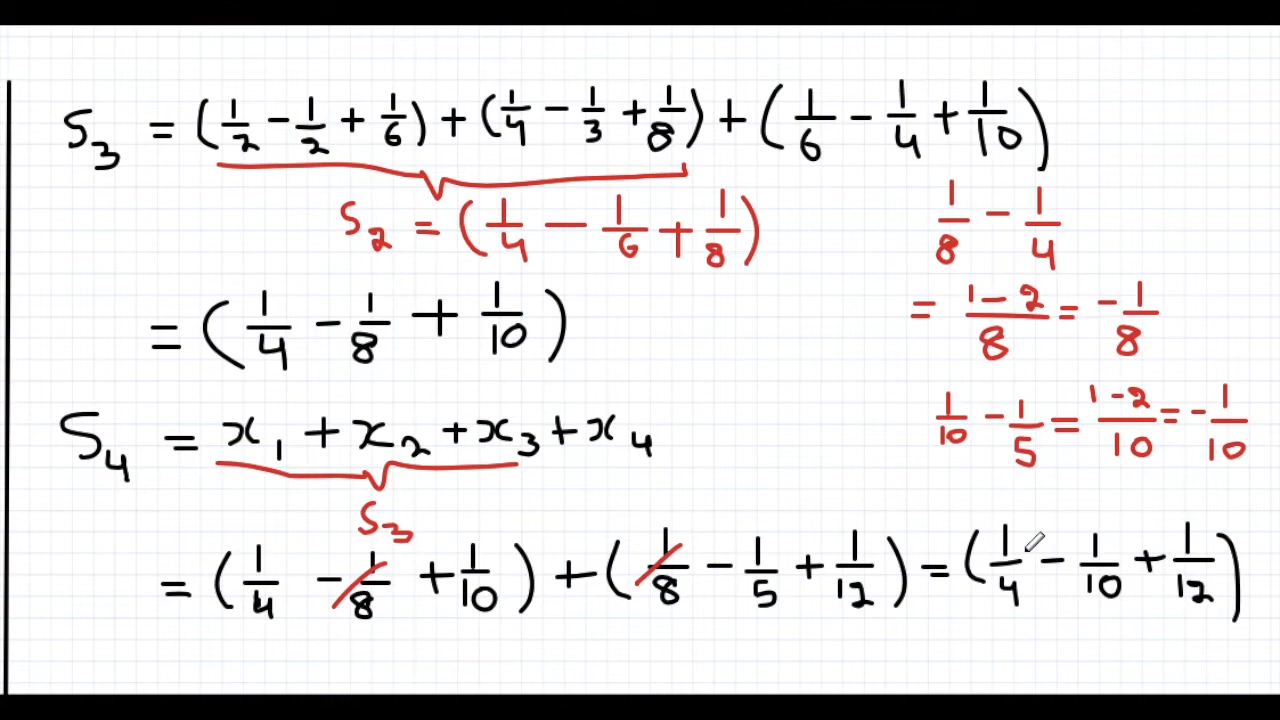 S₃ = (1/2 − 1/2 + 1/6) + (1/4 − 1/3 + 1/8) + (1/6 − 1/4 + 1/10)
S₂ = (1/4 − 1/6 + 1/8)
1/8 − 1/4
= (1/4 − 1/8 + 1/10)
= (1−2)/8 = −1/8
S₄ = x₁ + x₂ + x₃ + x₄
1/10 − 1/5 = (1−2)/10 = −1/10
S₃
= (1/4 − 1/8 + 1/10) + (1/8 − 1/5 + 1/12) = (1/4 − 1/10 + 1/12)